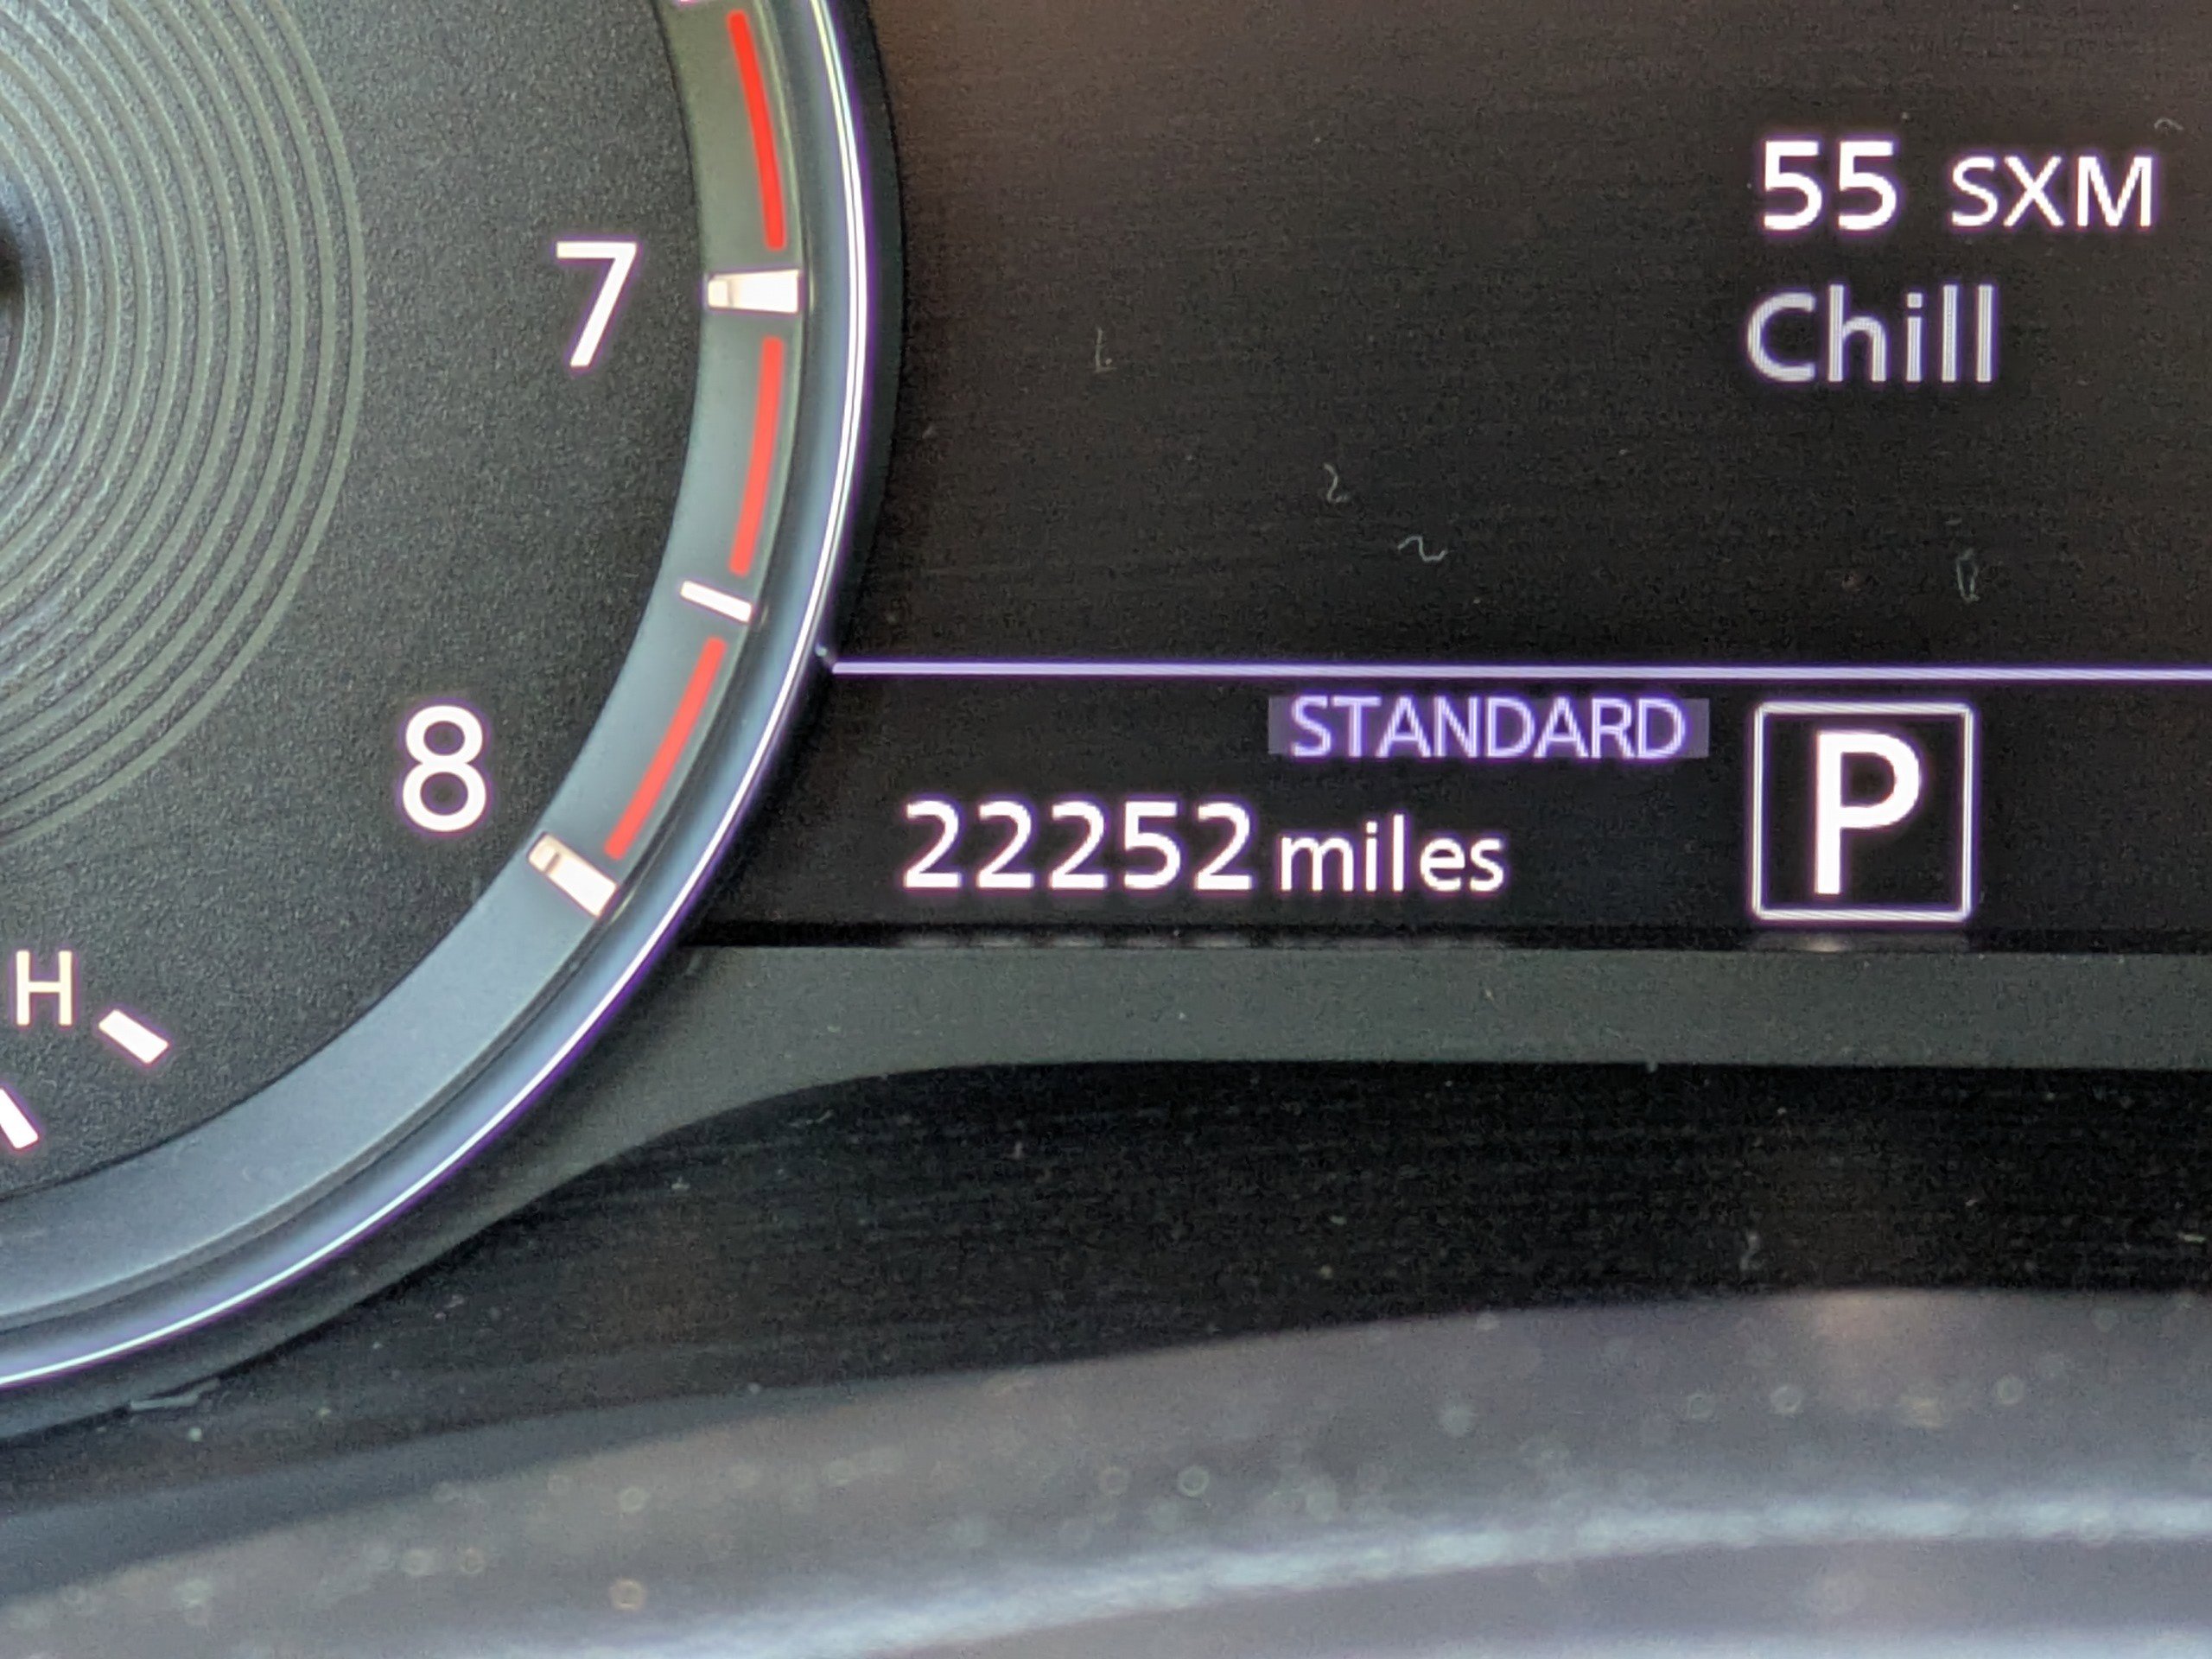 55 SXM
Chill
7
STANDARD
P
8
22252 miles
H